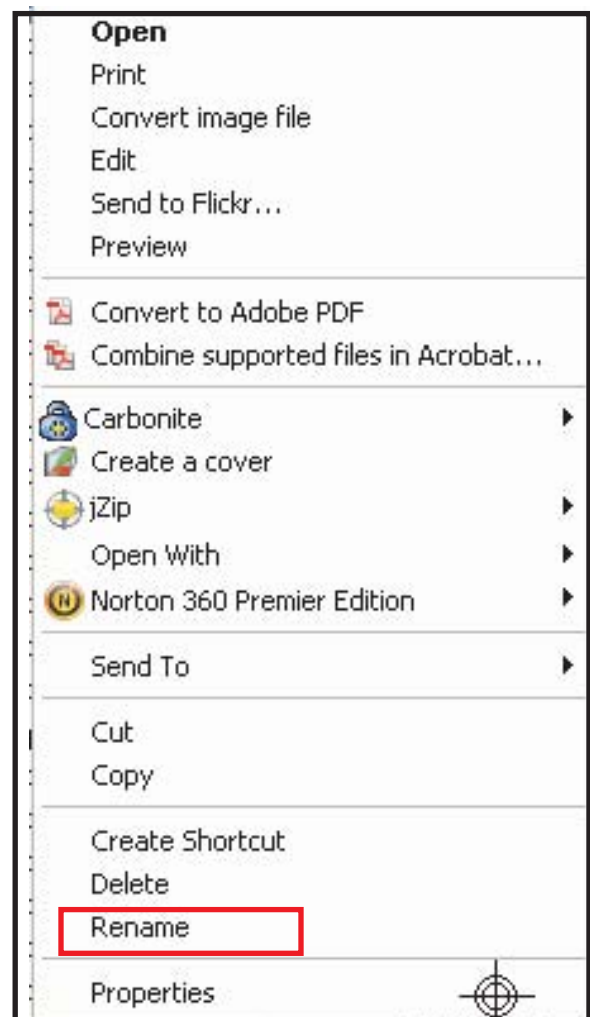 Open
Print
Convert image file
Edit
Send to Flickr...
Preview
Convert to Adobe PDF
Combine supported files in Acrobat...
Carbonite
Create a cover
jZip
Open With
Norton 360 Premier Edition
Send To
Cut
Copy
Create Shortcut
Delete
Rename
Properties